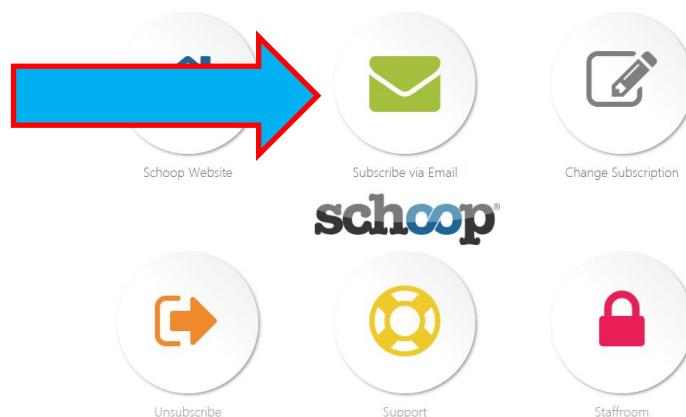 Schoop Website
Subscribe via Email
Change Subscription
schoop®
Unsubscribe
Support
Staffroom